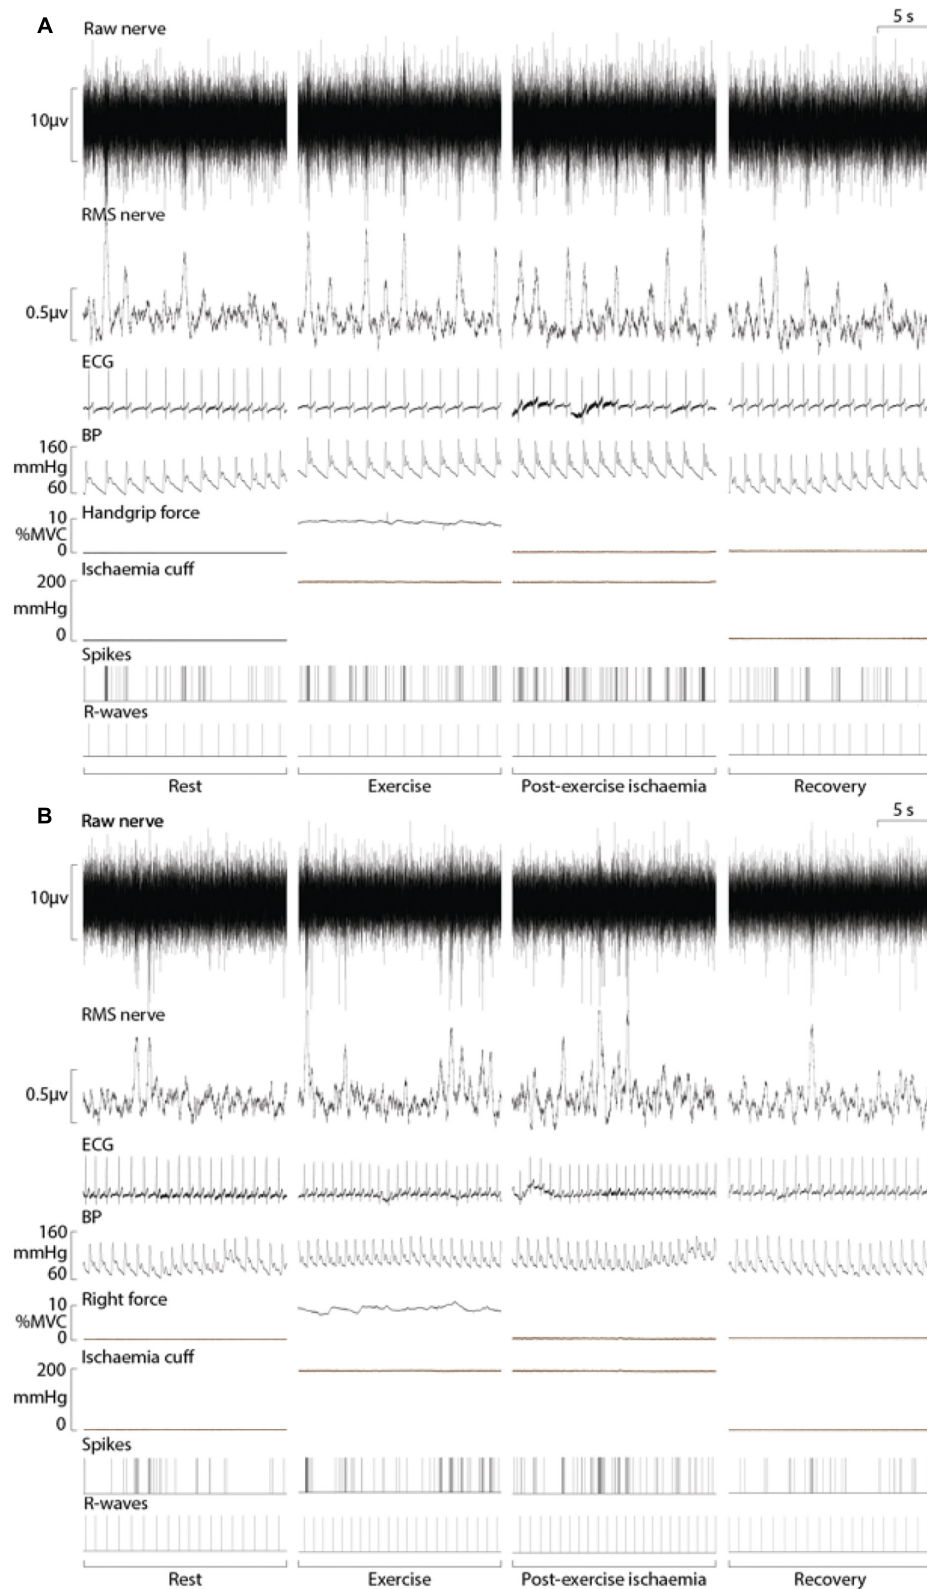 A
Raw nerve
5 s
10μv
RMS nerve
0.5μv
ECG
BP
160
mmHg
60
Handgrip force
10
%MVC
0
Ischaemia cuff
200
mmHg
0
Spikes
R-waves
Rest Exercise Post-exercise ischaemia Recovery
B
Raw nerve
5 s
10μv
RMS nerve
0.5μv
ECG
BP
160
mmHg
60
Right force
10
%MVC
0
Ischaemia cuff
200
mmHg
0
Spikes
R-waves
Rest Exercise Post-exercise ischaemia Recovery